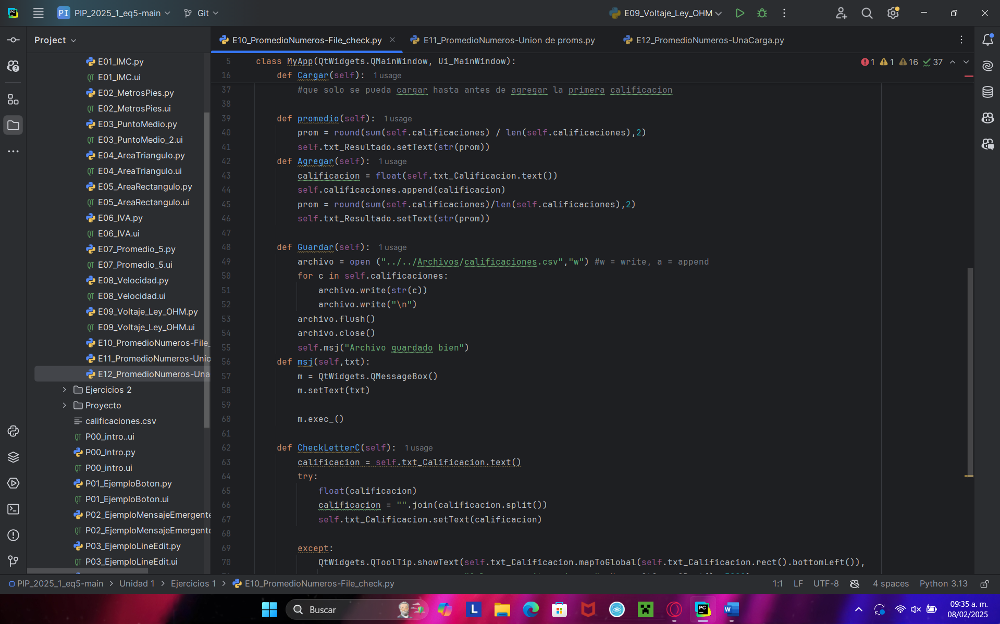 PI PIP_2025_1_eq5-main Git E09_Voltaje_Ley_OHM
Project
E10_PromedioNumeros-File_check.py E11_PromedioNumeros-Union de proms.py E12_PromedioNumeros-UnaCarga.py
E01_IMC.py
E01_IMC.ui
E02_MetrosPies.py
E02_MetrosPies.ui
E03_PuntoMedio.py
E03_PuntoMedio_2.ui
E04_AreaTriangulo.py
E04_AreaTriangulo.ui
E05_AreaRectangulo.py
E05_AreaRectangulo.ui
E06_IVA.py
E06_IVA.ui
E07_Promedio_5.py
E07_Promedio_5.ui
E08_Velocidad.py
E08_Velocidad.ui
E09_Voltaje_Ley_OHM.py
E09_Voltaje_Ley_OHM.ui
E10_PromedioNumeros-File_
E11_PromedioNumeros-Unio
E12_PromedioNumeros-Una
Ejercicios 2
Proyecto
calificaciones.csv
P00_intro..ui
P00_Intro.py
P00_intro.ui
P01_EjemploBoton.py
P01_EjemploBoton.ui
P02_EjemploMensajeEmergente
P02_EjemploMensajeEmergente
P03_EjemploLineEdit.py
P03_EjemploLineEdit.ui
5 class MyApp(QtWidgets.QMainWindow, Ui_MainWindow):
1 1 16 37
16 def Cargar(self): 1 usage
37 #que solo se pueda cargar hasta antes de agregar la primera calificacion
38
39 def promedio(self): 1 usage
40 prom = round(sum(self.calificaciones) / len(self.calificaciones),2)
41 self.txt_Resultado.setText(str(prom))
42 def Agregar(self): 1 usage
43 calificacion = float(self.txt_Calificacion.text())
44 self.calificaciones.append(calificacion)
45 prom = round(sum(self.calificaciones)/len(self.calificaciones),2)
46 self.txt_Resultado.setText(str(prom))
47
48 def Guardar(self): 1 usage
49 archivo = open ("../../Archivos/calificaciones.csv","w") #w = write, a = append
50 for c in self.calificaciones:
51 archivo.write(str(c))
52 archivo.write("\n")
53 archivo.flush()
54 archivo.close()
55 self.msj("Archivo guardado bien")
56 def msj(self,txt):
57 m = QtWidgets.QMessageBox()
58 m.setText(txt)
59
60 m.exec_()
61
62 def CheckLetterC(self): 1 usage
63 calificacion = self.txt_Calificacion.text()
64 try:
65 float(calificacion)
66 calificacion = "".join(calificacion.split())
67 self.txt_Calificacion.setText(calificacion)
68
69 except:
70 QtWidgets.QToolTip.showText(self.txt_Calificacion.mapToGlobal(self.txt_Calificacion.rect().bottomLeft()),
PIP_2025_1_eq5-main > Unidad 1 > Ejercicios 1 > E10_PromedioNumeros-File_check.py 1:1 LF UTF-8 4 spaces Python 3.13
Buscar
09:35 a. m.
08/02/2025